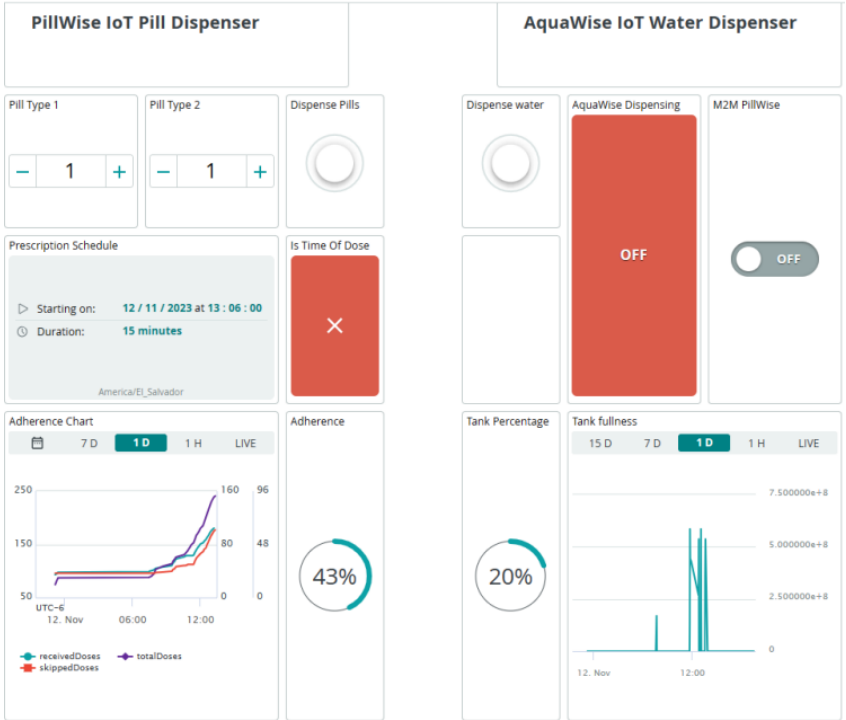 PillWise IoT Pill Dispenser
AquaWise IoT Water Dispenser
Pill Type 1
Pill Type 2
Dispense Pills
Dispense water
AquaWise Dispensing
M2M PillWise
− 1 +
− 1 +
OFF
OFF
Prescription Schedule
Is Time Of Dose
Starting on: 12 / 11 / 2023 at 13 : 06 : 00
Duration: 15 minutes
America/El_Salvador
Adherence Chart
Adherence
Tank Percentage
Tank fullness
7 D 1 D 1 H LIVE
15 D 7 D 1 D 1 H LIVE
250 160 96
150 80 48
50 0 0
UTC-6
12. Nov 06:00 12:00
receivedDoses totalDoses
skippedDoses
43%
20%
7.500000e+8
5.000000e+8
2.500000e+8
0
12. Nov 12:00